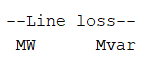 --Line loss--
MW Mvar